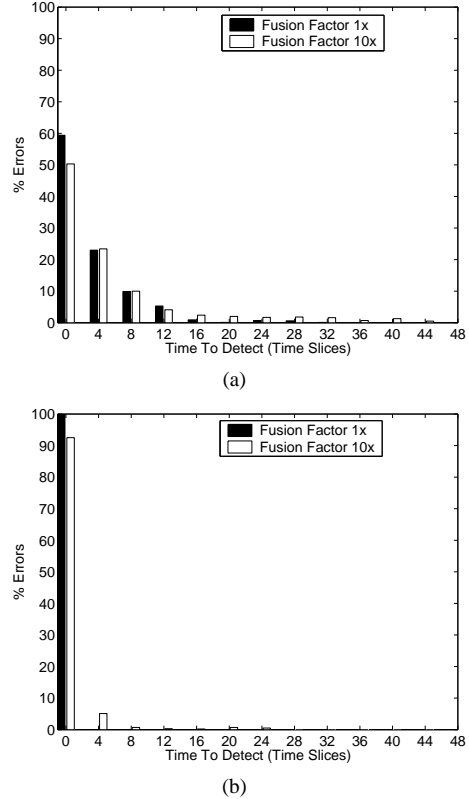 100
90
80
70
60
50
40
30
20
10
0
% Errors
Fusion Factor 1x
Fusion Factor 10x
0 4 8 12 16 20 24 28 32 36 40 44 48
Time To Detect (Time Slices)
(a)
100
90
80
70
60
50
40
30
20
10
0
% Errors
Fusion Factor 1x
Fusion Factor 10x
0 4 8 12 16 20 24 28 32 36 40 44 48
Time To Detect (Time Slices)
(b)